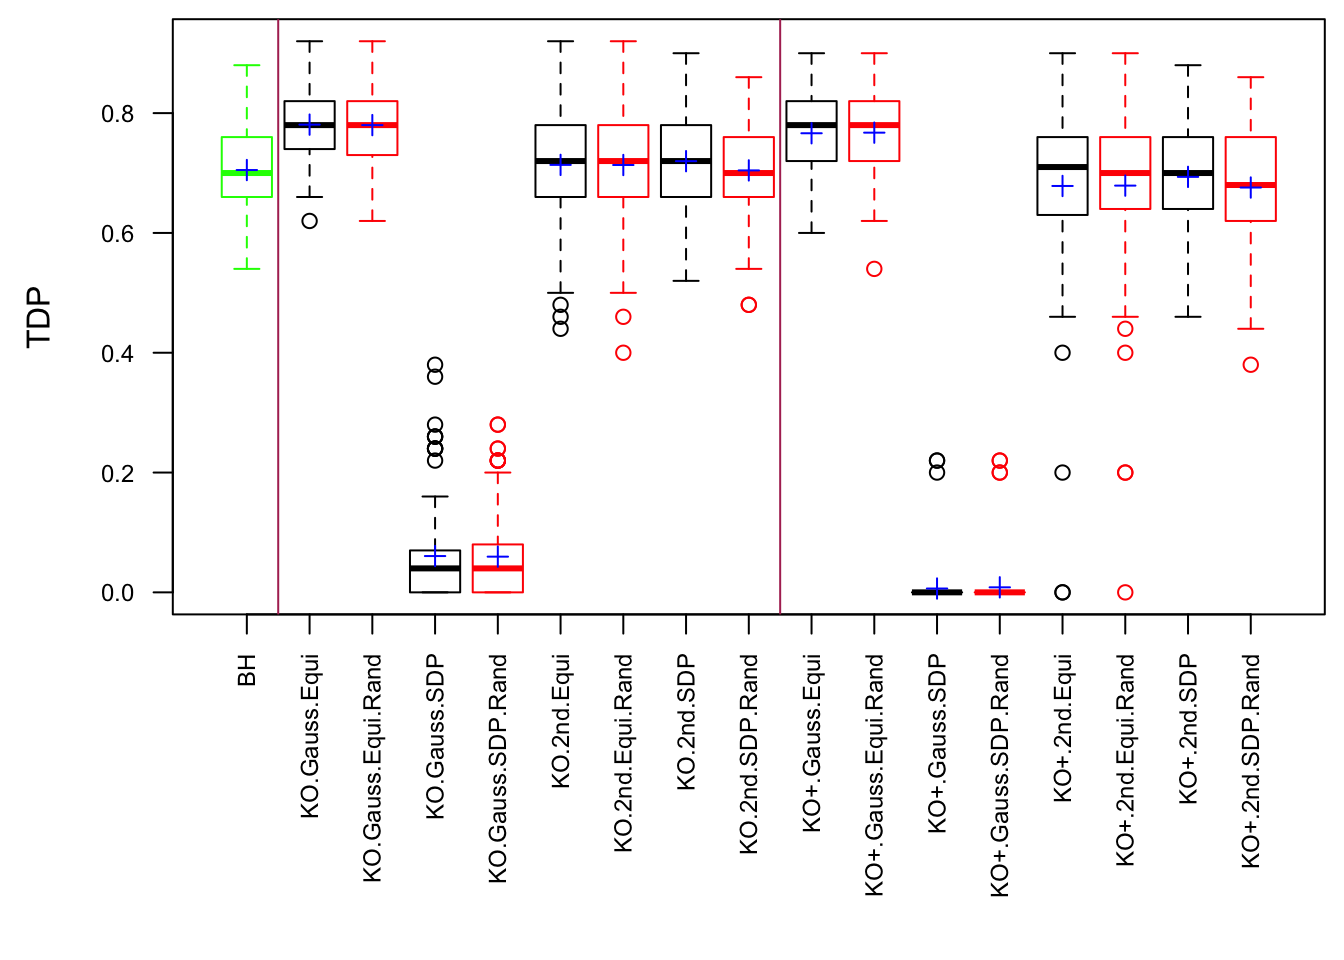 TDP
0.8
0.6
0.4
0.2
0.0
BH
KO.Gauss.Equi
KO.Gauss.Equi.Rand
KO.Gauss.SDP
KO.Gauss.SDP.Rand
KO.2nd.Equi
KO.2nd.Equi.Rand
KO.2nd.SDP
KO.2nd.SDP.Rand
KO+.Gauss.Equi
KO+.Gauss.Equi.Rand
KO+.Gauss.SDP
KO+.Gauss.SDP.Rand
KO+.2nd.Equi
KO+.2nd.Equi.Rand
KO+.2nd.SDP
KO+.2nd.SDP.Rand